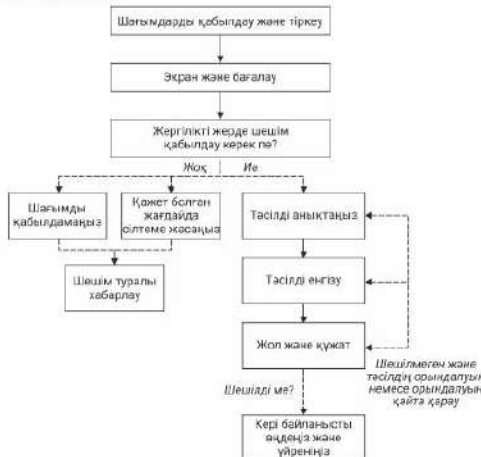 Шағымдарды қабылдау және тіркеу
Экран және бағалау
Жергілікті жерде шешім
қабылдау керек пе?
Жоқ
Иә
Шағымды
қабылдамаңыз
Қажет болған
жағдайда
сілтеме жасаңыз
Тәсілді анықтаңыз
Шешім туралы
хабарлау
Тәсілді енгізу
Жол және құжат
Шешілмеген және
тәсілдің орындалуын
немесе орындалуын
қайта қарау
Шешілді ме?
Кері байланысты
өңдеңіз және
үйреніңіз